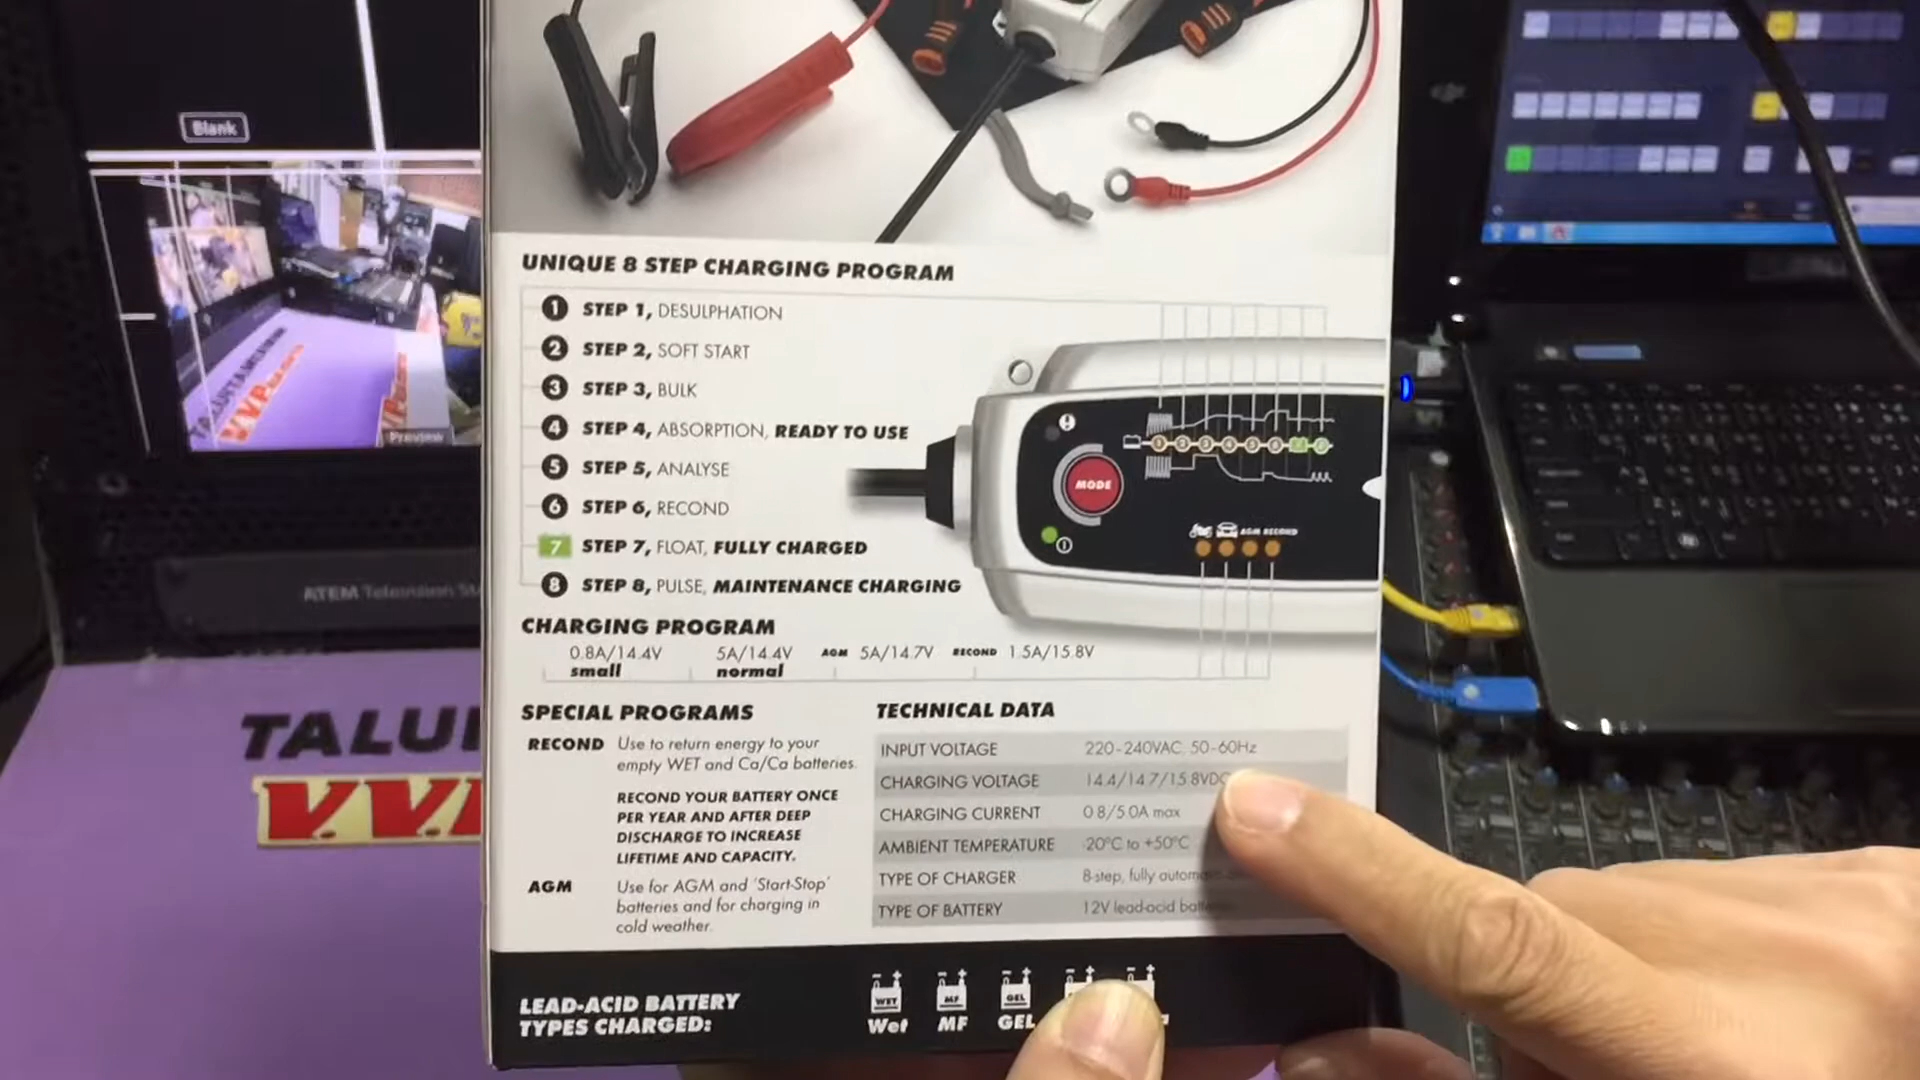 Blank
UNIQUE 8 STEP CHARGING PROGRAM
1 STEP 1, DESULPHATION
2 STEP 2, SOFT START
3 STEP 3, BULK
4 STEP 4, ABSORPTION, READY TO USE
5 STEP 5, ANALYSE
6 STEP 6, RECOND
7 STEP 7, FLOAT, FULLY CHARGED
8 STEP 8, PULSE, MAINTENANCE CHARGING
MODE
AGM RECOND
Preview
ATEM Television
CHARGING PROGRAM
0.8A/14.4V 5A/14.4V AGM 5A/14.7V RECOND 1.5A/15.8V
small normal
SPECIAL PROGRAMS
RECOND Use to return energy to your
empty WET and Ca/Ca batteries.
RECOND YOUR BATTERY ONCE
PER YEAR AND AFTER DEEP
DISCHARGE TO INCREASE
LIFETIME AND CAPACITY.
AGM Use for AGM and 'Start-Stop'
batteries and for charging in
cold weather.
TECHNICAL DATA
INPUT VOLTAGE 220-240VAC, 50-60Hz
CHARGING VOLTAGE 14.4/14.7/15.8VDC
CHARGING CURRENT 0.8/5.0A max
AMBIENT TEMPERATURE -20°C to +50°C
TYPE OF CHARGER 8-step, fully
TYPE OF BATTERY 12V lead-acid
LEAD-ACID BATTERY
TYPES CHARGED:
WET MF GEL
Wet MF GEL
TALU
V.V.P